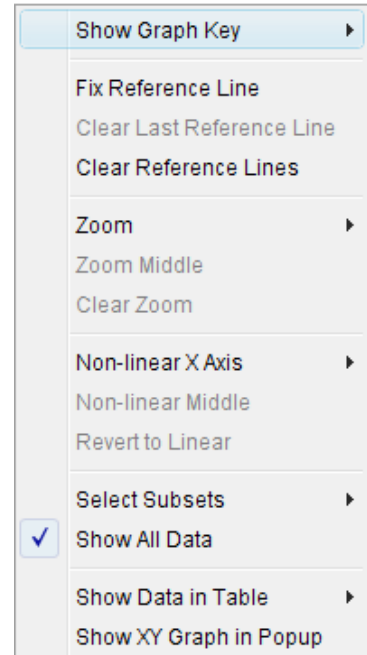 Show Graph Key
Fix Reference Line
Clear Last Reference Line
Clear Reference Lines
Zoom
Zoom Middle
Clear Zoom
Non-linear X Axis
Non-linear Middle
Revert to Linear
Select Subsets
Show All Data
Show Data in Table
Show XY Graph in Popup